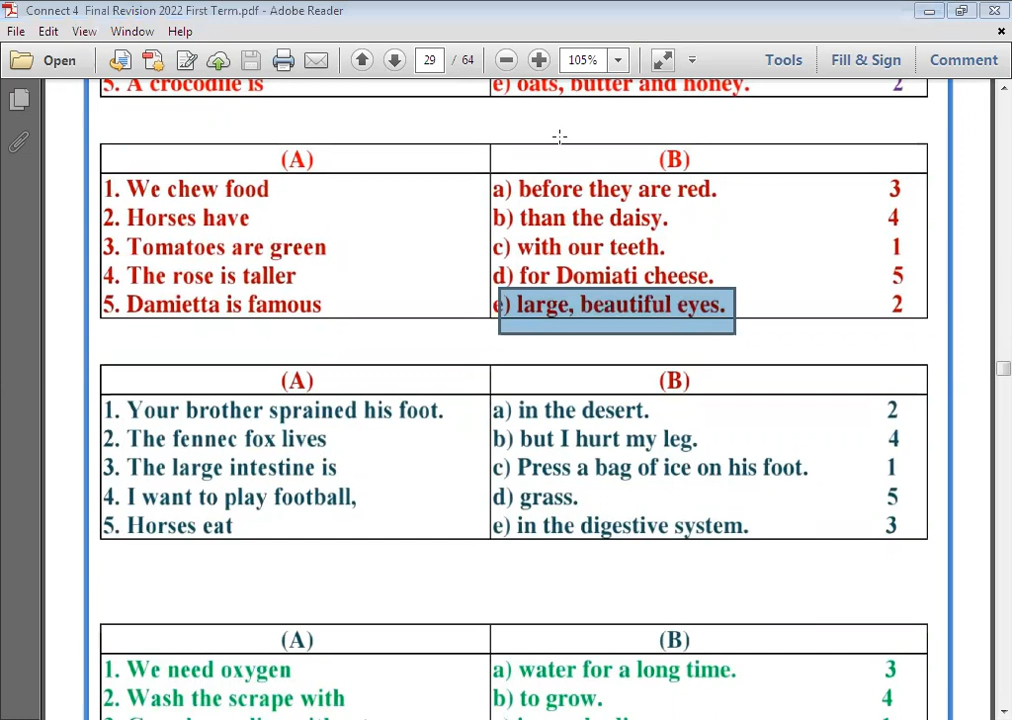 Connect 4 Final Revision 2022 First Term.pdf - Adobe Reader
File Edit View Window Help
Open 29 / 64 105% Tools Fill & Sign Comment
5. A crocodile is e) oats, butter and honey. 2
(A) (B)
1. We chew food a) before they are red. 3
2. Horses have b) than the daisy. 4
3. Tomatoes are green c) with our teeth. 1
4. The rose is taller d) for Domiati cheese. 5
5. Damietta is famous e) large, beautiful eyes. 2
(A) (B)
1. Your brother sprained his foot. a) in the desert. 2
2. The fennec fox lives b) but I hurt my leg. 4
3. The large intestine is c) Press a bag of ice on his foot. 1
4. I want to play football, d) grass. 5
5. Horses eat e) in the digestive system. 3
(A) (B)
1. We need oxygen a) water for a long time. 3
2. Wash the scrape with b) to grow. 4